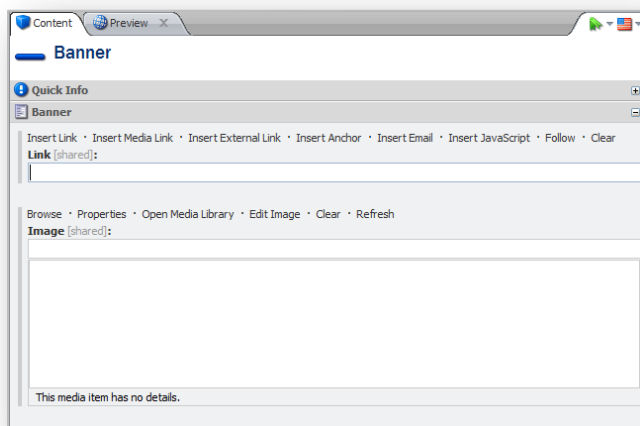 Content Preview X
Banner
Quick Info
Banner
Insert Link · Insert Media Link · Insert External Link · Insert Anchor · Insert Email · Insert JavaScript · Follow · Clear
Link [shared]:
Browse · Properties · Open Media Library · Edit Image · Clear · Refresh
Image [shared]:
This media item has no details.